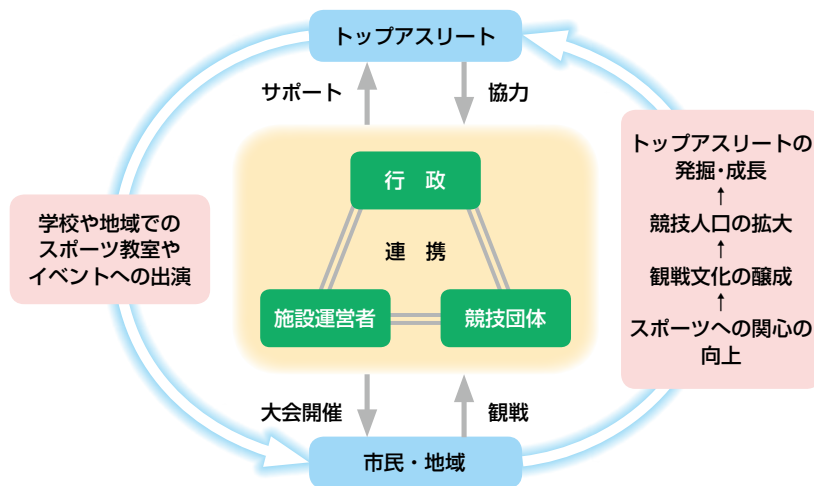 トップアスリート
サポート
協力
行　政
連　携
施設運営者
競技団体
大会開催
観戦
市民・地域
学校や地域での
スポーツ教室や
イベントへの出演
トップアスリートの
発掘・成長
↑
競技人口の拡大
↑
観戦文化の醸成
↑
スポーツへの関心の
向上